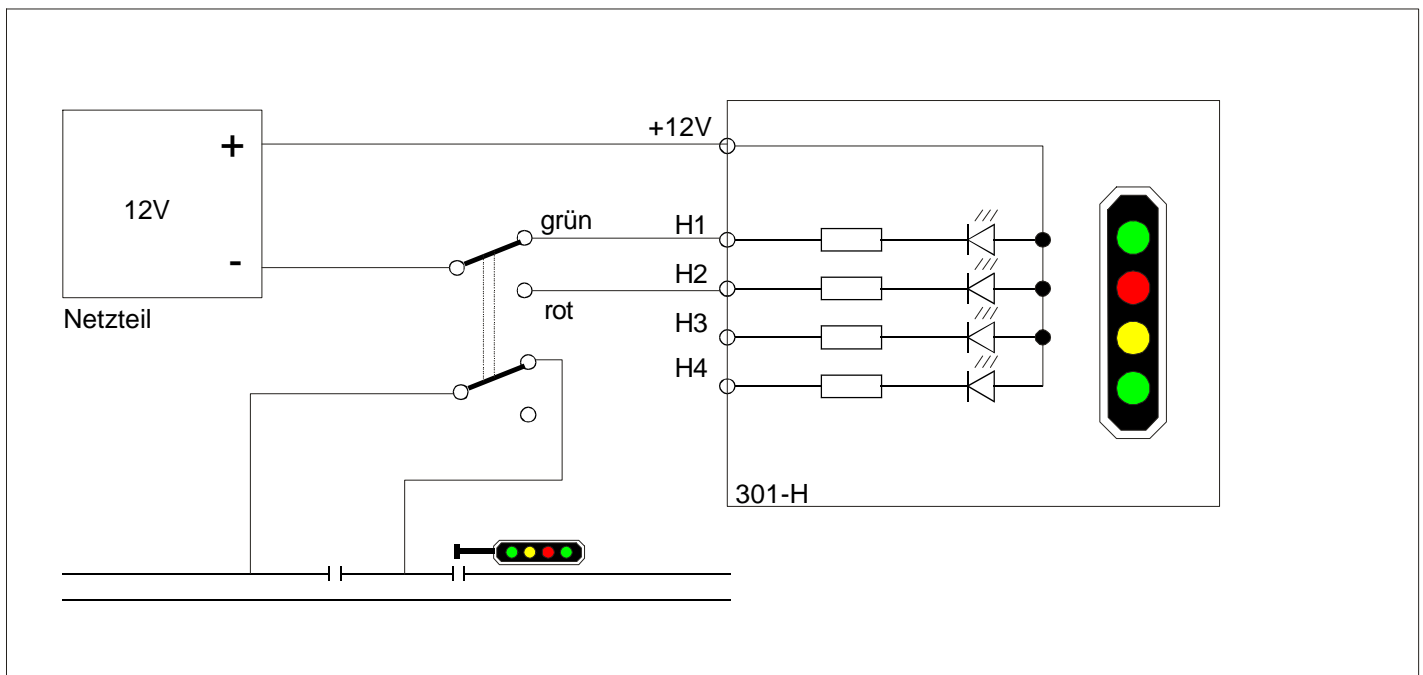 +12V
+
12V
grün
H1
-
H2
rot
Netzteil
H3
H4
301-H